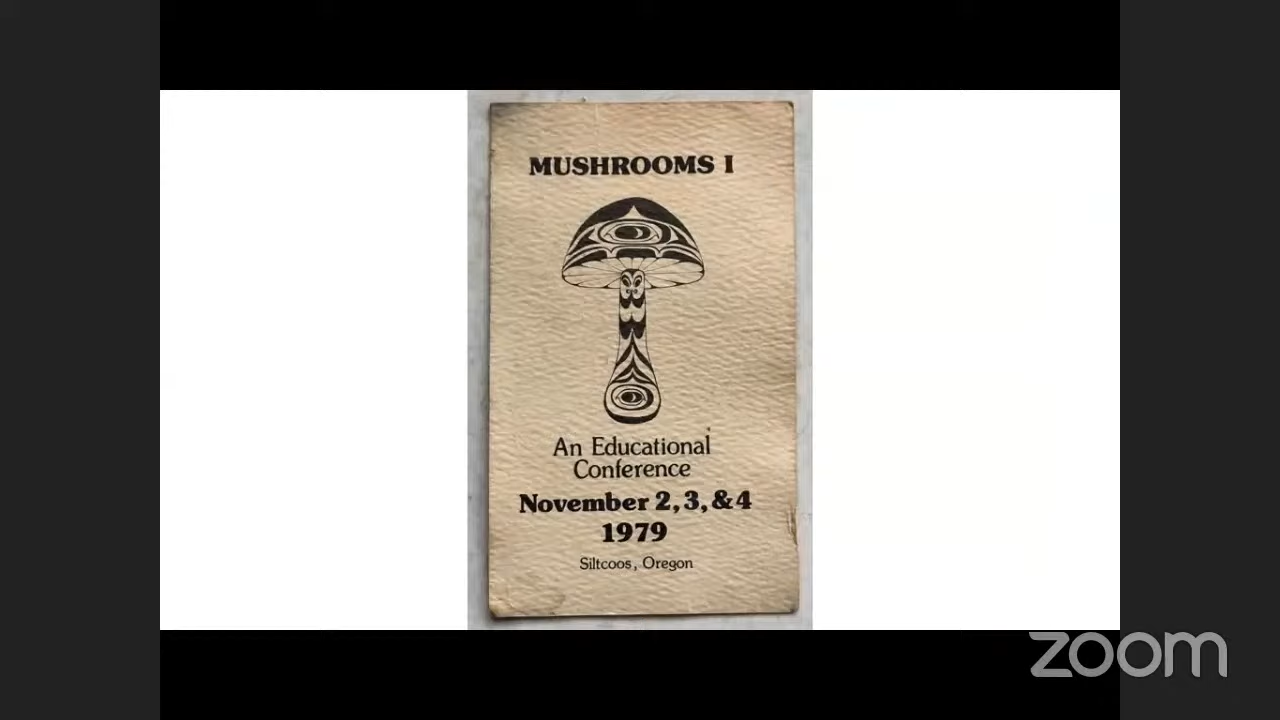 MUSHROOMS I
An Educational
Conference
November 2, 3, & 4
1979
Siltcoos, Oregon
zoom